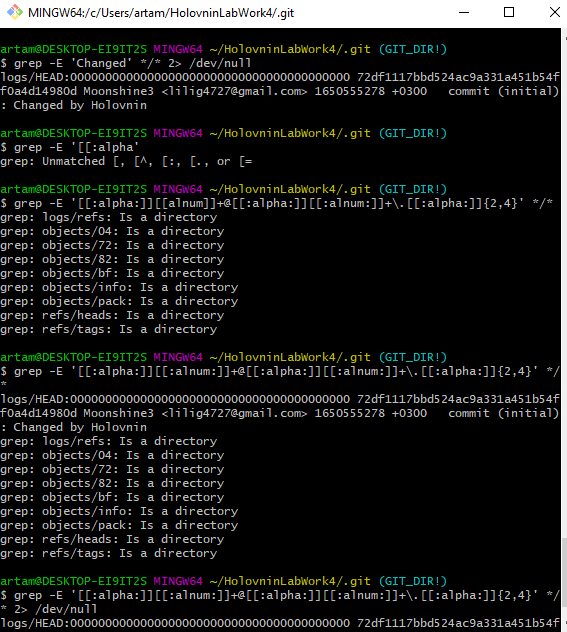 MINGW64:/c/Users/artam/HolovninLabWork4/.git
artam@DESKTOP-EI9IT2S MINGW64 ~/HolovninLabWork4/.git (GIT_DIR!)
$ grep -E 'Changed' */* 2> /dev/null
logs/HEAD:0000000000000000000000000000000000000000 72df1117bbd524ac9a331a451b54f
f0a4d14980d Moonshine3 <lilig4727@gmail.com> 1650555278 +0300   commit (initial)
: Changed by Holovnin
artam@DESKTOP-EI9IT2S MINGW64 ~/HolovninLabWork4/.git (GIT_DIR!)
$ grep -E '[[:alpha'
grep: Unmatched [, [^, [:, [., or [=
artam@DESKTOP-EI9IT2S MINGW64 ~/HolovninLabWork4/.git (GIT_DIR!)
$ grep -E '[[:alpha:]][[alnum]]+@[[:alpha:]][[:alnum:]]+\.[[:alpha:]]{2,4}' */*
grep: logs/refs: Is a directory
grep: objects/04: Is a directory
grep: objects/72: Is a directory
grep: objects/82: Is a directory
grep: objects/bf: Is a directory
grep: objects/info: Is a directory
grep: objects/pack: Is a directory
grep: refs/heads: Is a directory
grep: refs/tags: Is a directory
artam@DESKTOP-EI9IT2S MINGW64 ~/HolovninLabWork4/.git (GIT_DIR!)
$ grep -E '[[:alpha:]][[:alnum:]]+@[[:alpha:]][[:alnum:]]+\.[[:alpha:]]{2,4}' */
*
logs/HEAD:0000000000000000000000000000000000000000 72df1117bbd524ac9a331a451b54f
f0a4d14980d Moonshine3 <lilig4727@gmail.com> 1650555278 +0300   commit (initial)
: Changed by Holovnin
grep: logs/refs: Is a directory
grep: objects/04: Is a directory
grep: objects/72: Is a directory
grep: objects/82: Is a directory
grep: objects/bf: Is a directory
grep: objects/info: Is a directory
grep: objects/pack: Is a directory
grep: refs/heads: Is a directory
grep: refs/tags: Is a directory
artam@DESKTOP-EI9IT2S MINGW64 ~/HolovninLabWork4/.git (GIT_DIR!)
$ grep -E '[[:alpha:]][[:alnum:]]+@[[:alpha:]][[:alnum:]]+\.[[:alpha:]]{2,4}' */
* 2> /dev/null
logs/HEAD:0000000000000000000000000000000000000000 72df1117bbd524ac9a331a451b54f